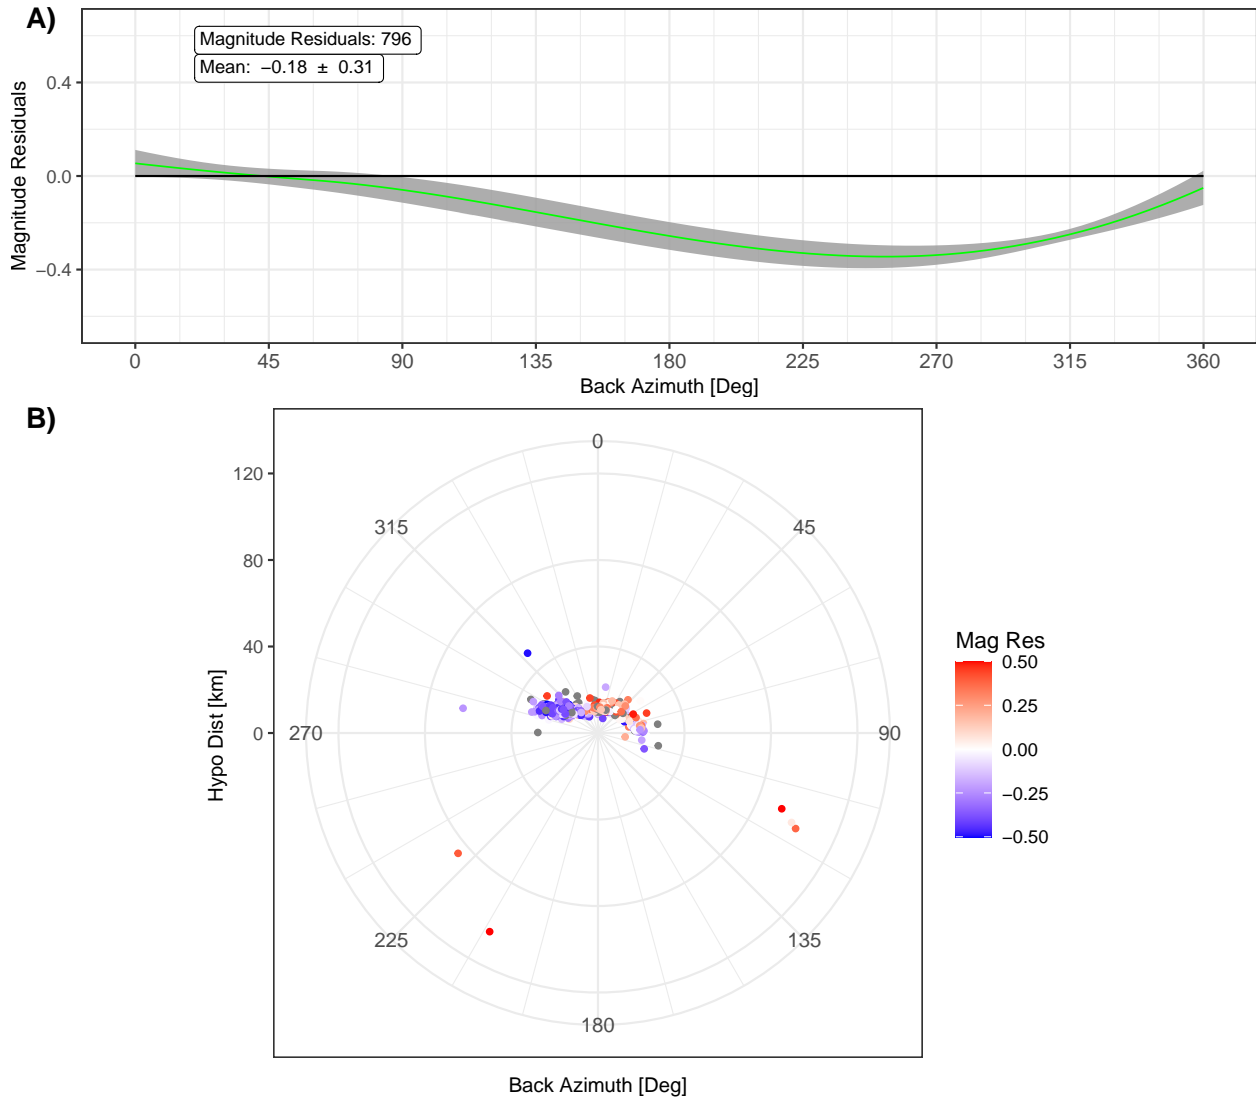 A)
Magnitude Residuals: 796
Mean: −0.18 ± 0.31
Magnitude Residuals
0.4
0.0
−0.4
0 45 90 135 180 225 270 315 360
Back Azimuth [Deg]
B)
Hypo Dist [km]
120
80
40
0
0
45
90
135
180
225
270
315
Back Azimuth [Deg]
Mag Res
0.50
0.25
0.00
−0.25
−0.50